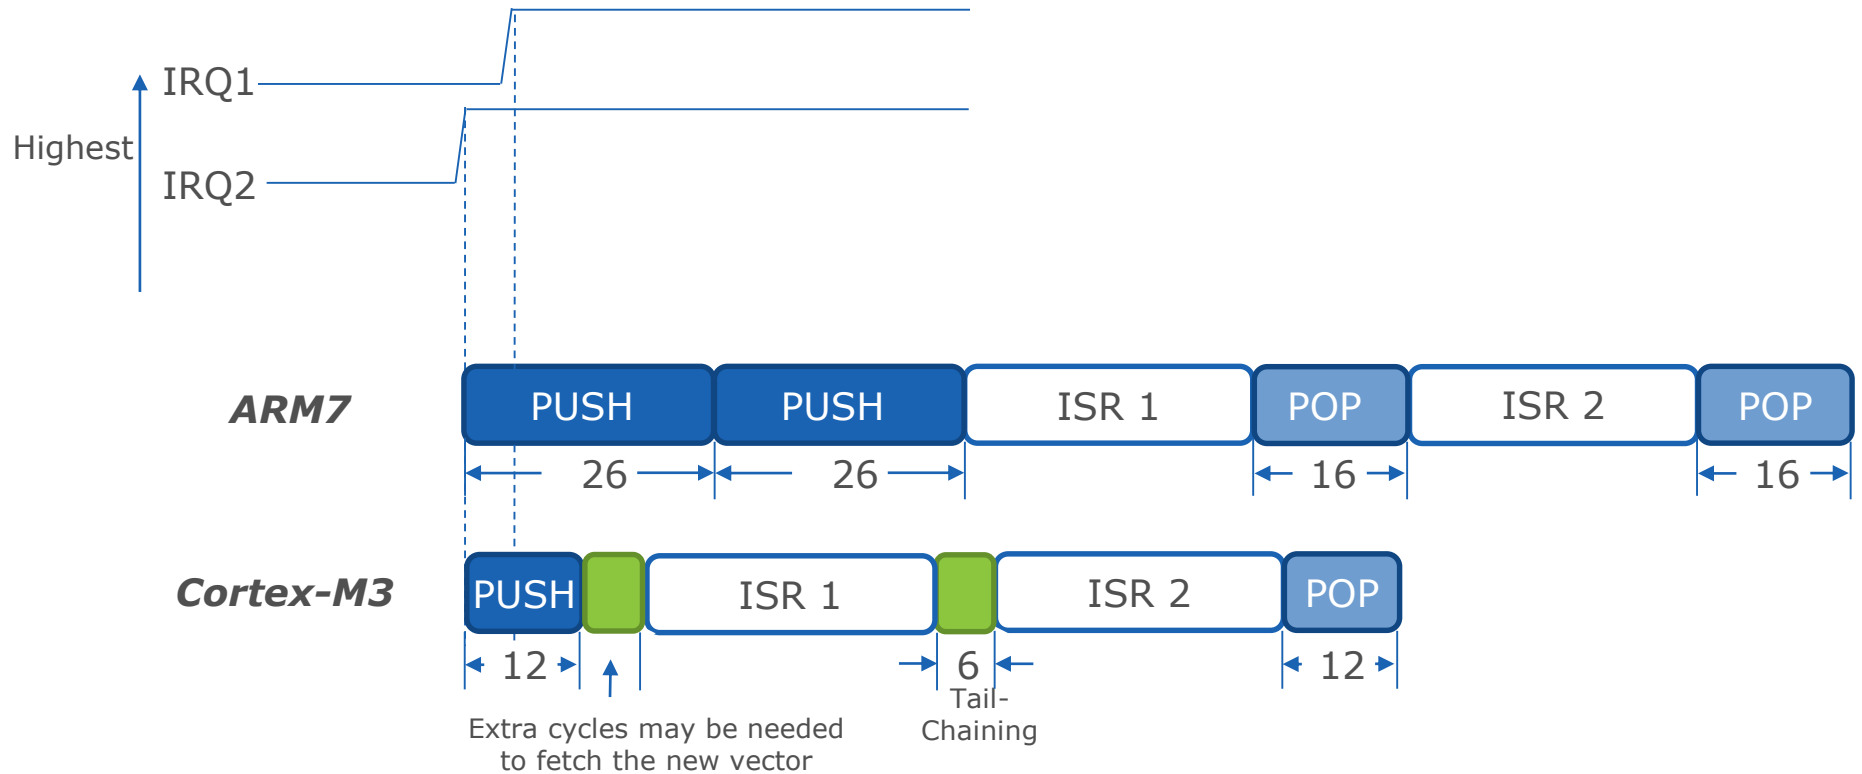 IRQ1
Highest
IRQ2
ARM7
PUSH
PUSH
ISR 1
POP
ISR 2
POP
26
26
16
16
Cortex-M3
PUSH
ISR 1
ISR 2
POP
12
6
12
Tail-
Chaining
Extra cycles may be needed
to fetch the new vector